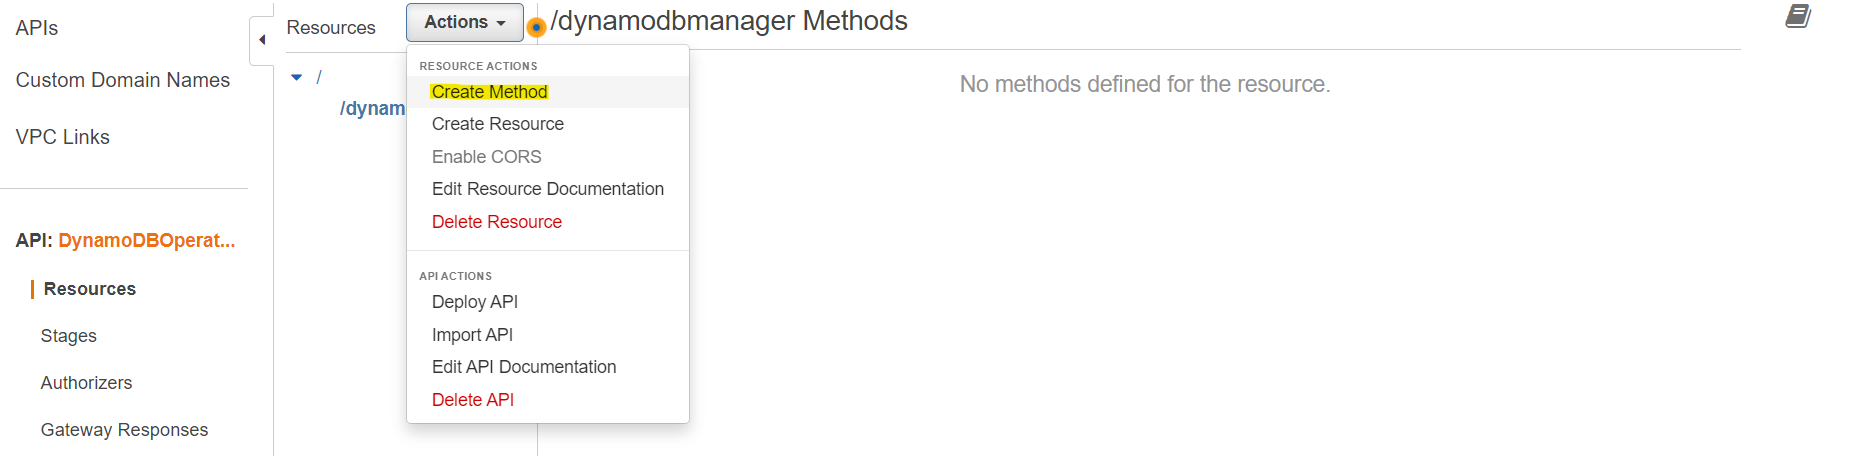 APIs
Custom Domain Names
VPC Links
API: DynamoDBOperat...
Resources
Stages
Authorizers
Gateway Responses
Resources
Actions
/
/dynam
RESOURCE ACTIONS
Create Method
Create Resource
Enable CORS
Edit Resource Documentation
Delete Resource
API ACTIONS
Deploy API
Import API
Edit API Documentation
Delete API
/dynamodbmanager Methods
No methods defined for the resource.